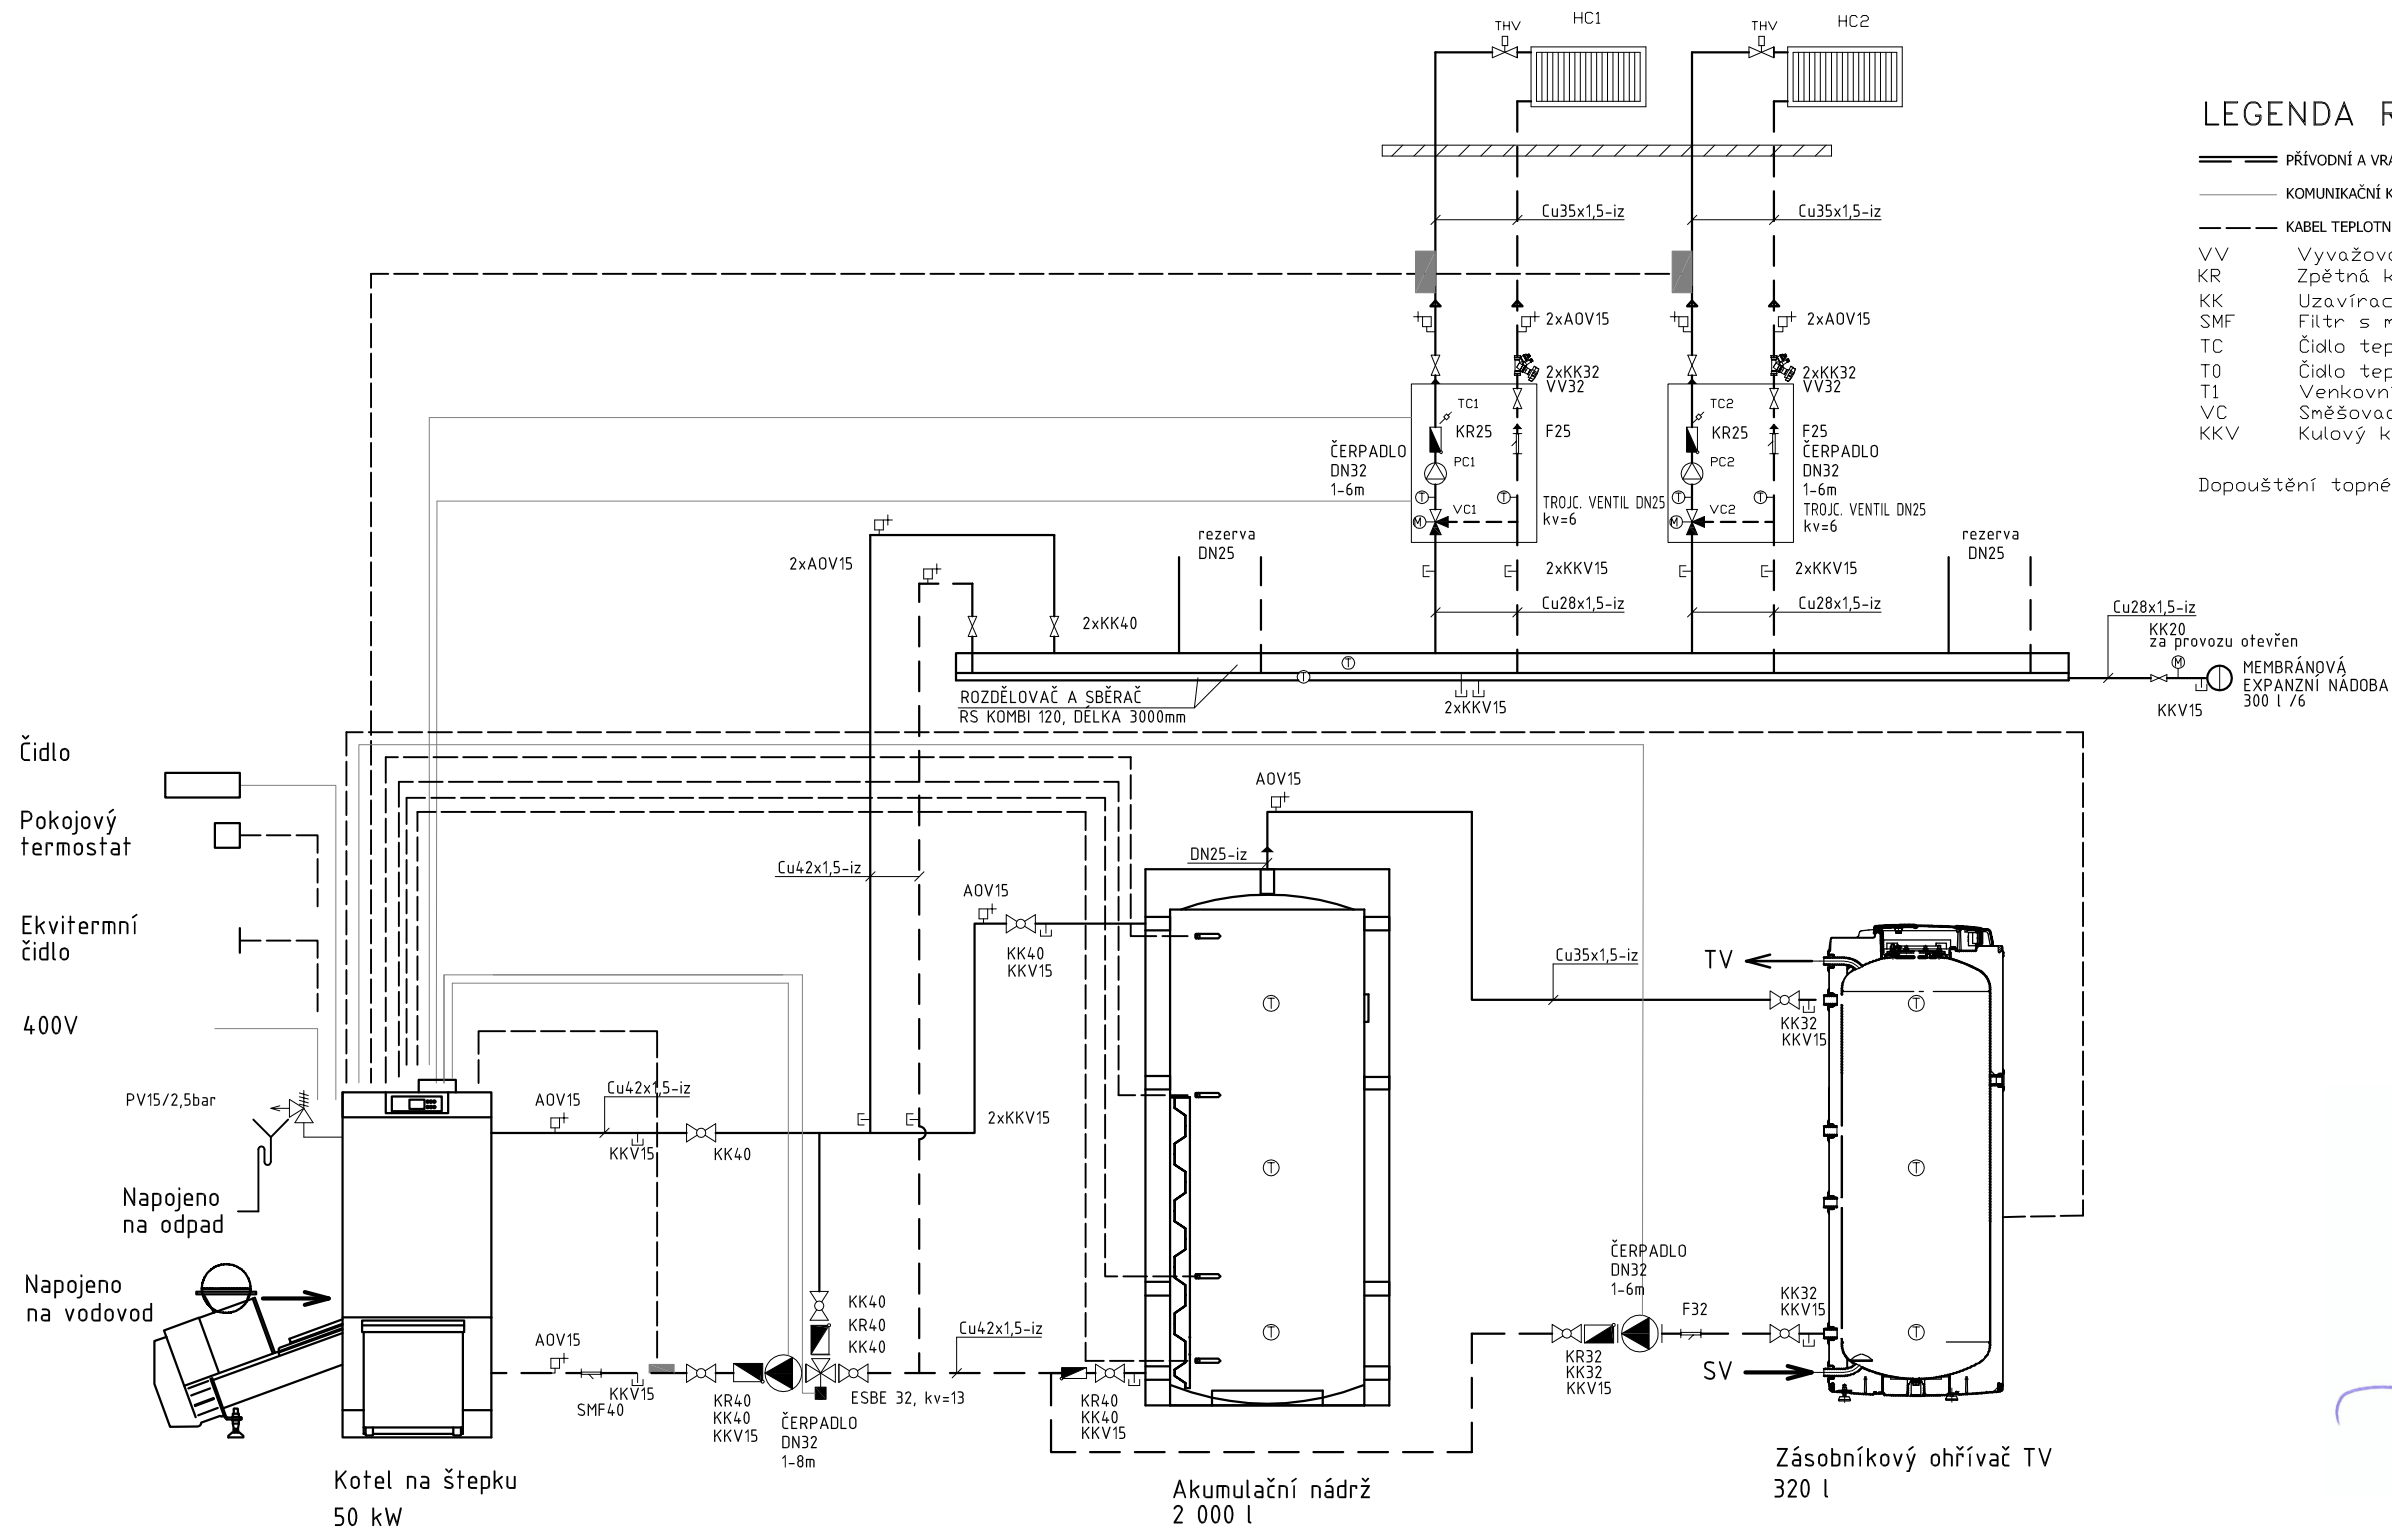 THV
HC1
THV
HC2
LEGENDA
PŘÍVODNÍ A
KOMUNIKAČNÍ
KABEL
VV
KR Zpětná
KK
SMF Filtr s
TC Čidlo
T0 Čidlo
T1
VC
KKV Kulový
Dopouštění topné
Cu35x1,5-iz
Cu35x1,5-iz
2xAOV15
2xAOV15
2xKK32
VV32
2xKK32
VV32
TC1
KR25
F25
PC1
ČERPADLO
DN32
1-6m
T
T
VC1
M
TROJC. VENTIL DN25
kv=6
TC2
KR25
F25
PC2
ČERPADLO
DN32
1-6m
T
T
VC2
M
TROJC. VENTIL DN25
kv=6
2xAOV15
rezerva
DN25
rezerva
DN25
2xKKV15
2xKKV15
Cu28x1,5-iz
Cu28x1,5-iz
2xKK40
T
T
ROZDĚLOVAČ A SBĚRAČ
RS KOMBI 120, DÉLKA 3000mm
2xKKV15
Cu28x1,5-iz
KK20
za provozu otevřen
M
MEMBRÁNOVÁ
EXPANZNÍ NÁDOBA
300 l /6
KKV15
Čidlo
Pokojový
termostat
Ekvitermní
čidlo
400V
PV15/2,5bar
Napojeno
na odpad
Napojeno
na vodovod
Cu42x1,5-iz
AOV15
DN25-iz
AOV15
KK40
KKV15
Cu35x1,5-iz
T
T
T
TV
KK32
KKV15
T
T
T
AOV15
Cu42x1,5-iz
KKV15
KK40
2xKKV15
KK40
KR40
KK40
AOV15
KKV15
SMF40
KR40
KK40
KKV15
ČERPADLO
DN32
1-8m
ESBE 32, kv=13
Cu42x1,5-iz
KR40
KK40
KKV15
ČERPADLO
DN32
1-6m
F32
KR32
KK32
KKV15
KK32
KKV15
SV
Kotel na štepku
50 kW
Akumulační nádrž
2 000 l
Zásobníkový ohřívač TV
320 l